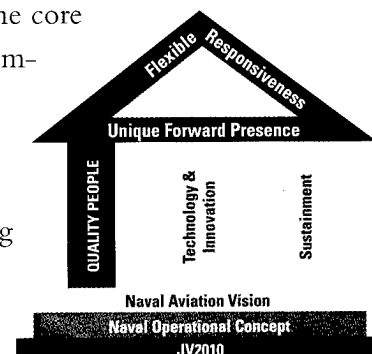 ne core
m-
g
Flexible
Responsiveness
Unique Forward Presence
QUALITY PEOPLE
Technology &
Innovation
Sustainment
Naval Aviation Vision
Naval Operational Concept
JV2010